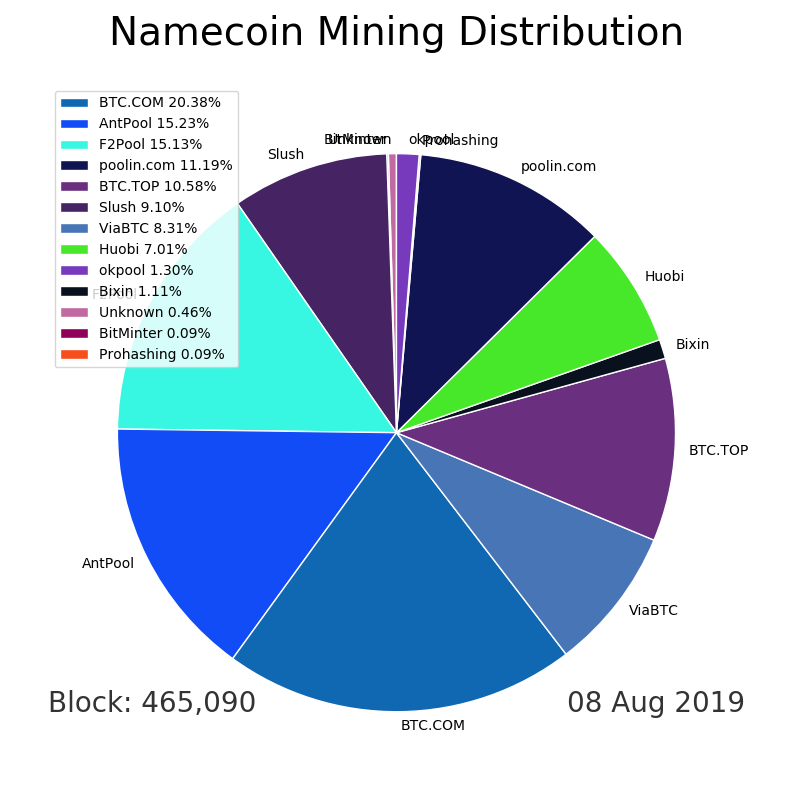 Namecoin Mining Distribution
BTC.COM 20.38%
AntPool 15.23%
F2Pool 15.13%
poolin.com 11.19%
BTC.TOP 10.58%
Slush 9.10%
ViaBTC 8.31%
Huobi 7.01%
okpool 1.30%
Bixin 1.11%
Unknown 0.46%
BitMinter 0.09%
Prohashing 0.09%
Slush
BitMinter
Unknown
okpool
Prohashing
poolin.com
Huobi
Bixin
BTC.TOP
ViaBTC
BTC.COM
AntPool
F2Pool
Block: 465,090
08 Aug 2019